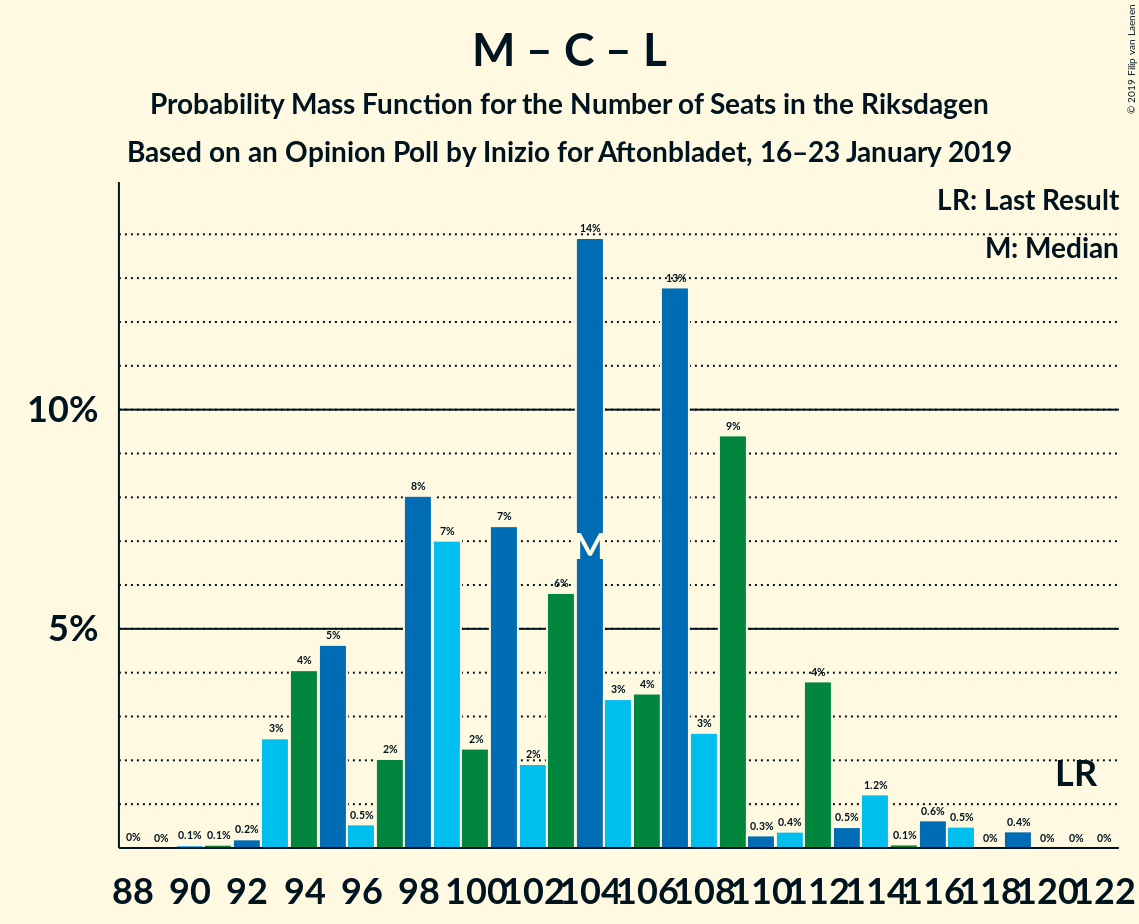 M – C – L
Probability Mass Function for the Number of Seats in the Riksdagen
Based on an Opinion Poll by Inizio for Aftonbladet, 16–23 January 2019
© 2019 Filip van Laenen
LR: Last Result
M: Median
10%
5%
0% 0% 0.1% 0.1% 0.2% 3% 4% 5% 0.5% 2% 8% 7% 2% 7% 2% 6% 14% 3% 4% 13% 3% 9% 0.3% 0.4% 4% 0.5% 1.2% 0.1% 0.6% 0.5% 0% 0.4% 0% 0% 0%
M
LR
88 90 92 94 96 98 100 102 104 106 108 110 112 114 116 118 120 122